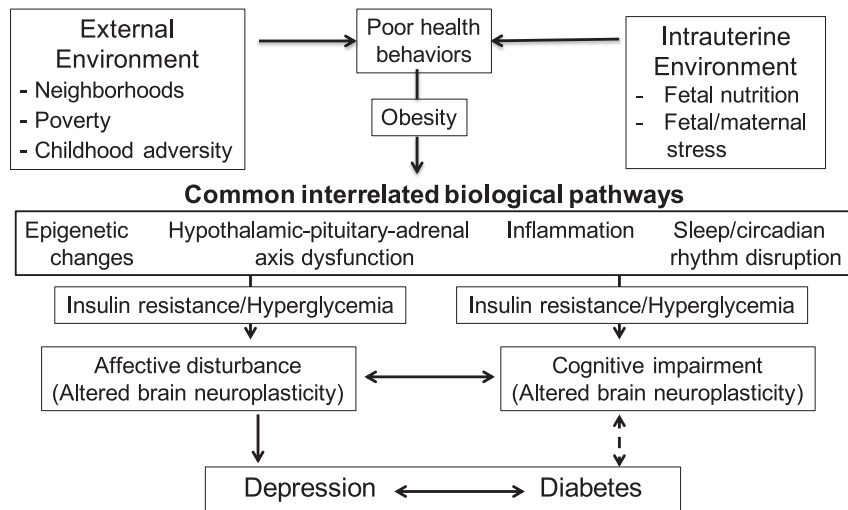 External
Environment
- Neighborhoods
- Poverty
- Childhood adversity
Poor health
behaviors
Intrauterine
Environment
- Fetal nutrition
- Fetal/maternal
stress
Obesity
Common interrelated biological pathways
Epigenetic
changes
Hypothalamic-pituitary-adrenal
axis dysfunction
Inflammation
Sleep/circadian
rhythm disruption
Insulin resistance/Hyperglycemia
Insulin resistance/Hyperglycemia
Affective disturbance
(Altered brain neuroplasticity)
Cognitive impairment
(Altered brain neuroplasticity)
Depression
Diabetes